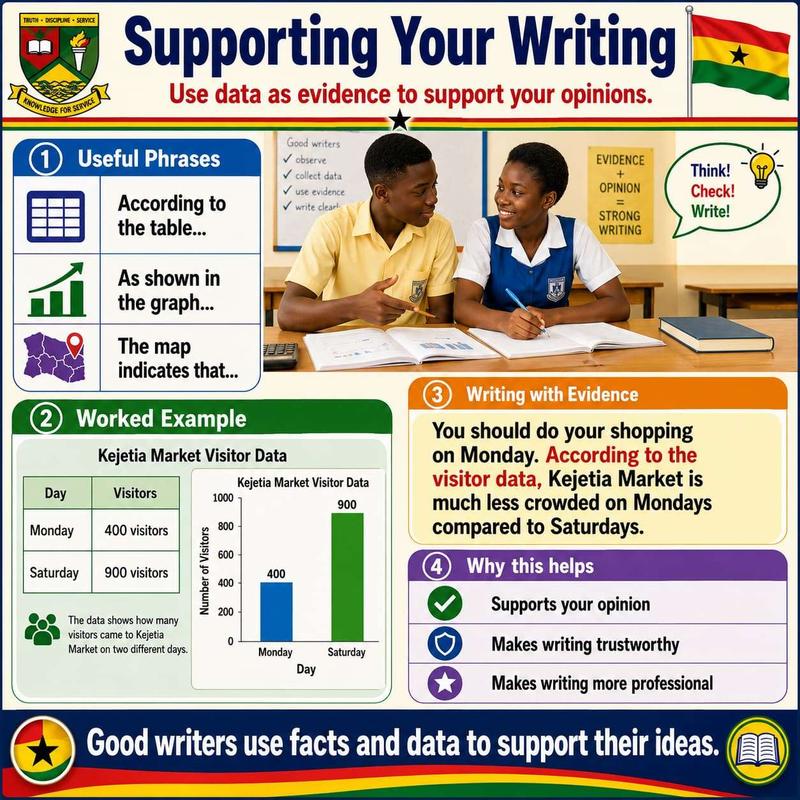 TRUTH • DISCIPLINE • SERVICE
KNOWLEDGE FOR SERVICE
Supporting Your Writing
Use data as evidence to support your opinions.
1 Useful Phrases
According to
the table...
As shown in
the graph...
The map
indicates that...
Good writers
✓ observe
✓ collect data
✓ use evidence
✓ write clearly
EVIDENCE
+
OPINION
=
STRONG
WRITING
Think!
Check!
Write!
2 Worked Example
Kejetia Market Visitor Data
Day Visitors
Monday 400 visitors
Saturday 900 visitors
The data shows how many
visitors came to Kejetia
Market on two different days.
Kejetia Market Visitor Data
Number of Visitors
1000
800
600
400
200
0
400
900
Monday Saturday
Day
3 Writing with Evidence
You should do your shopping
on Monday. According to the
visitor data, Kejetia Market is
much less crowded on Mondays
compared to Saturdays.
4 Why this helps
Supports your opinion
Makes writing trustworthy
Makes writing more professional
Good writers use facts and data to support their ideas.